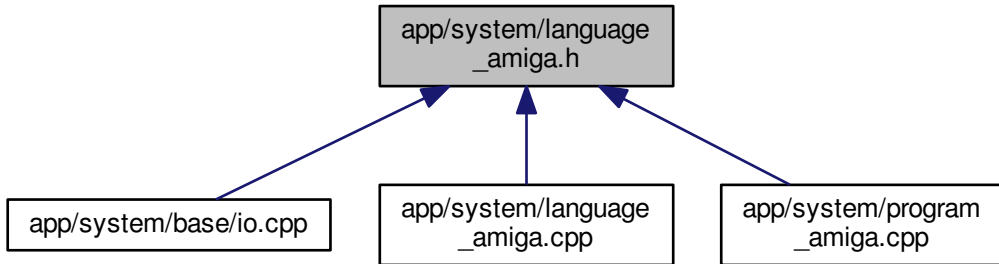 app/system/language
_amiga.h
app/system/base/io.cpp
app/system/language
_amiga.cpp
app/system/program
_amiga.cpp